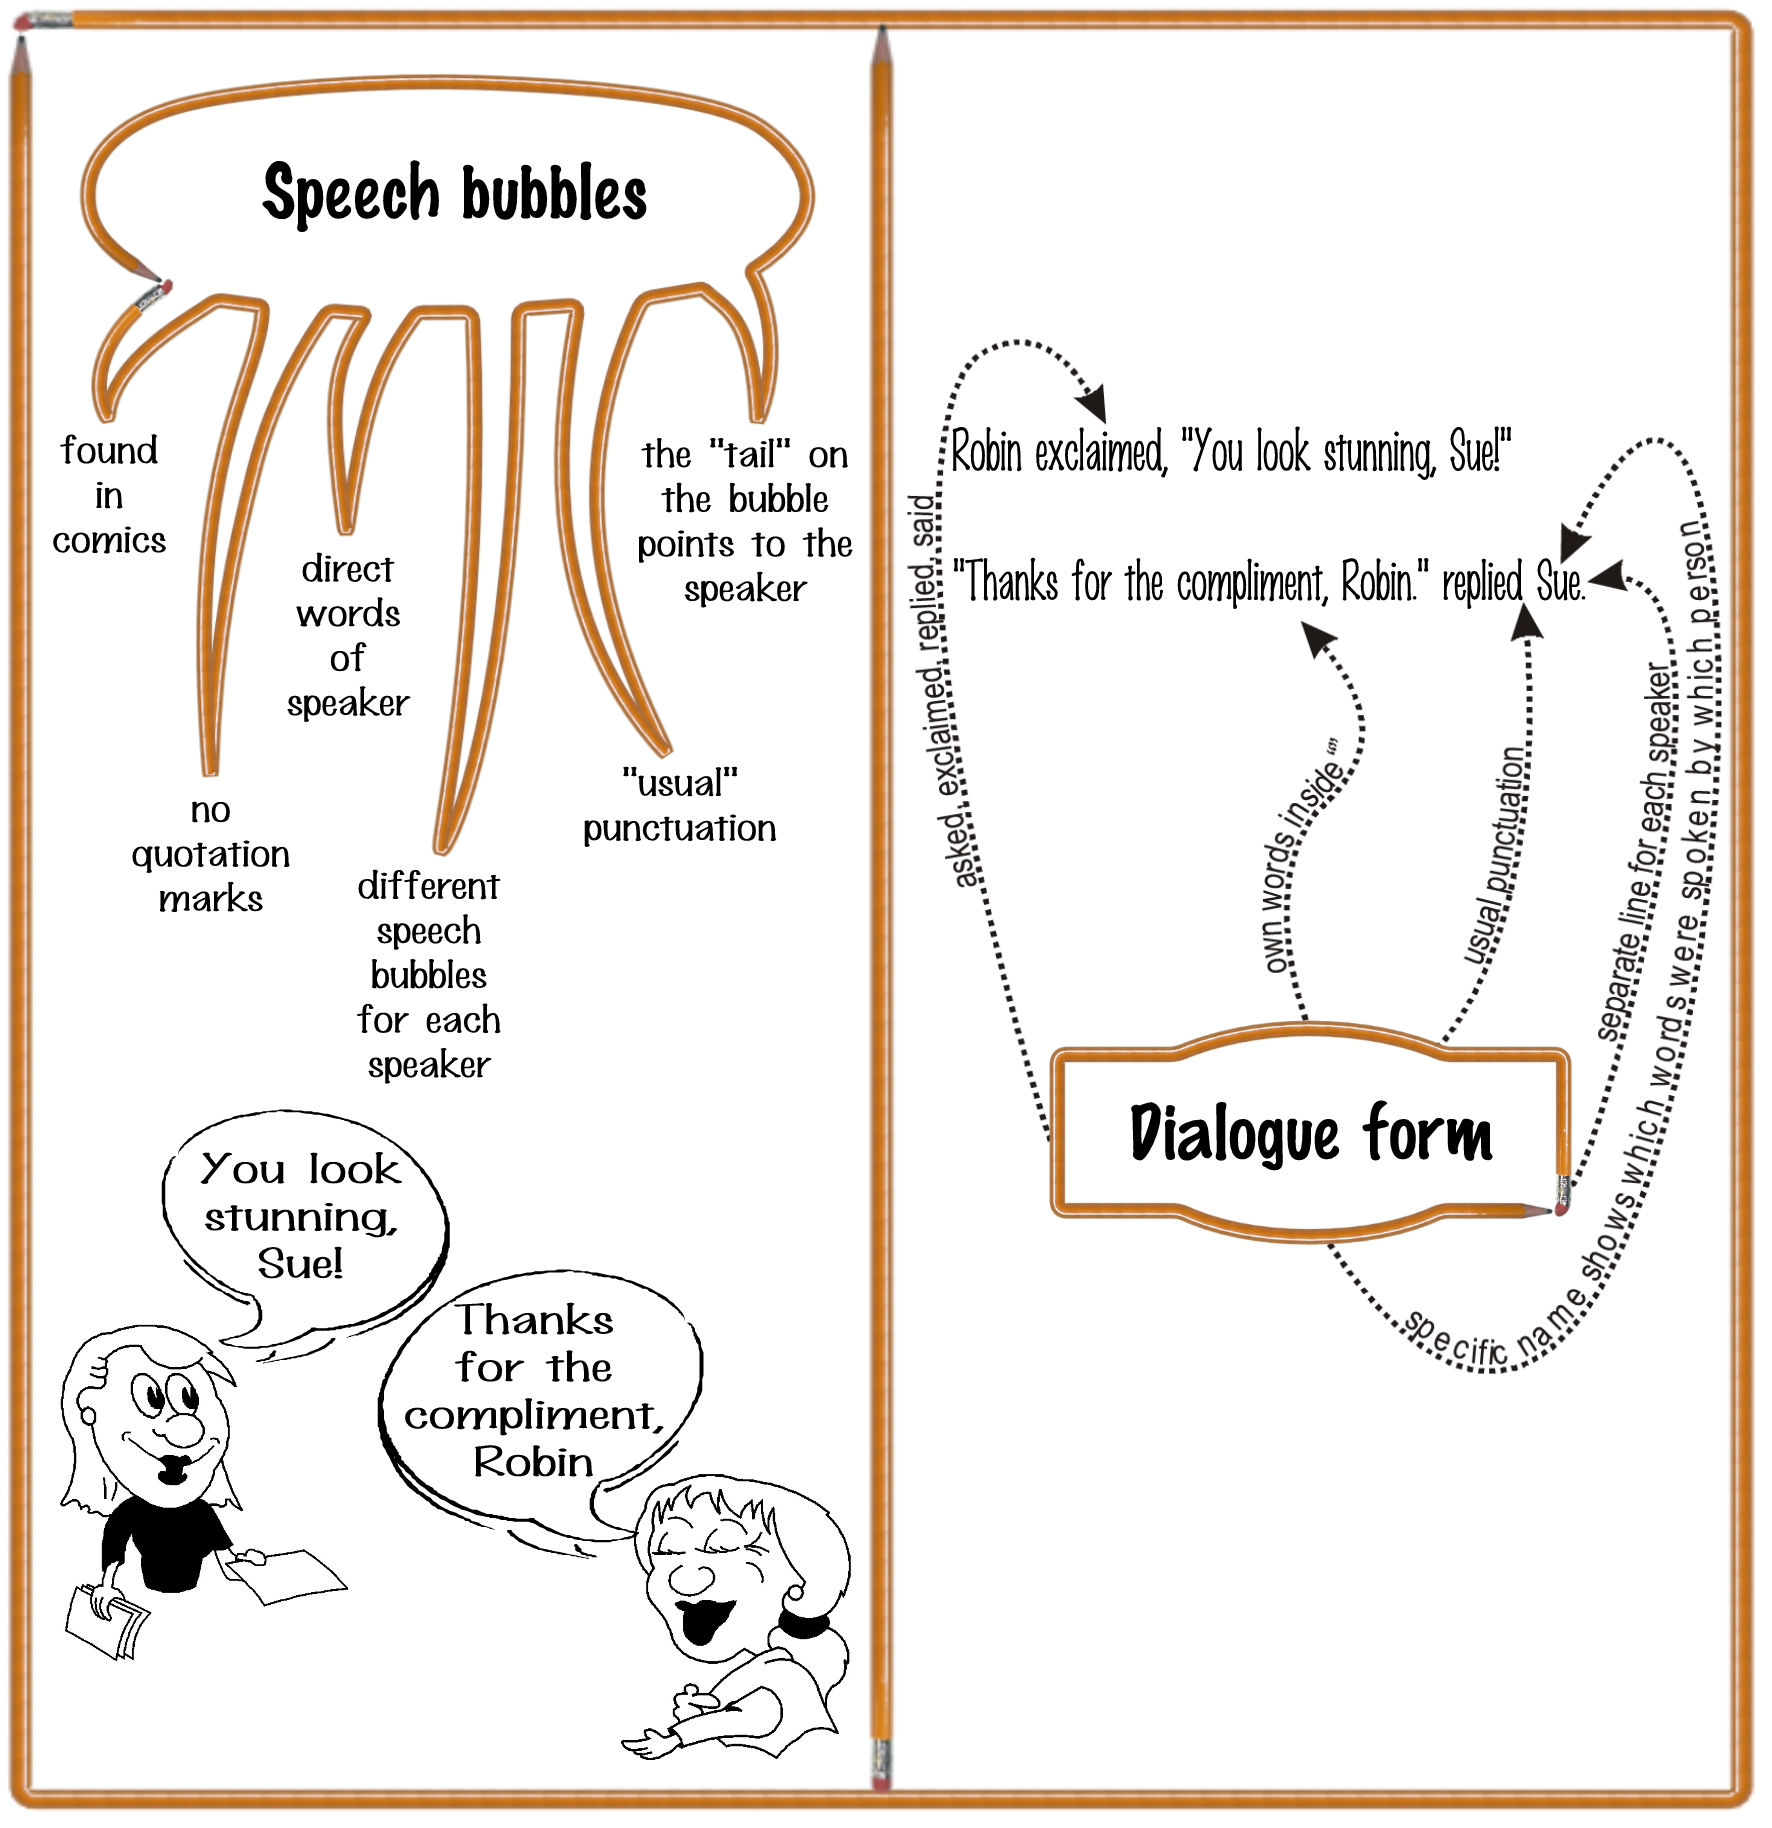 Speech bubbles
found
in
comics
no
quotation
marks
direct
words
of
speaker
different
speech
bubbles
for each
speaker
"usual"
punctuation
the "tail" on
the bubble
points to the
speaker
You look
stunning,
Sue!
Thanks
for the
compliment,
Robin
Robin exclaimed, "You look stunning, Sue!"
"Thanks for the compliment, Robin." replied Sue.
asked, exclaimed, replied, said
own words inside “”
usual punctuation
separate line for each speaker
specific name shows which words were spoken by which person
Dialogue form